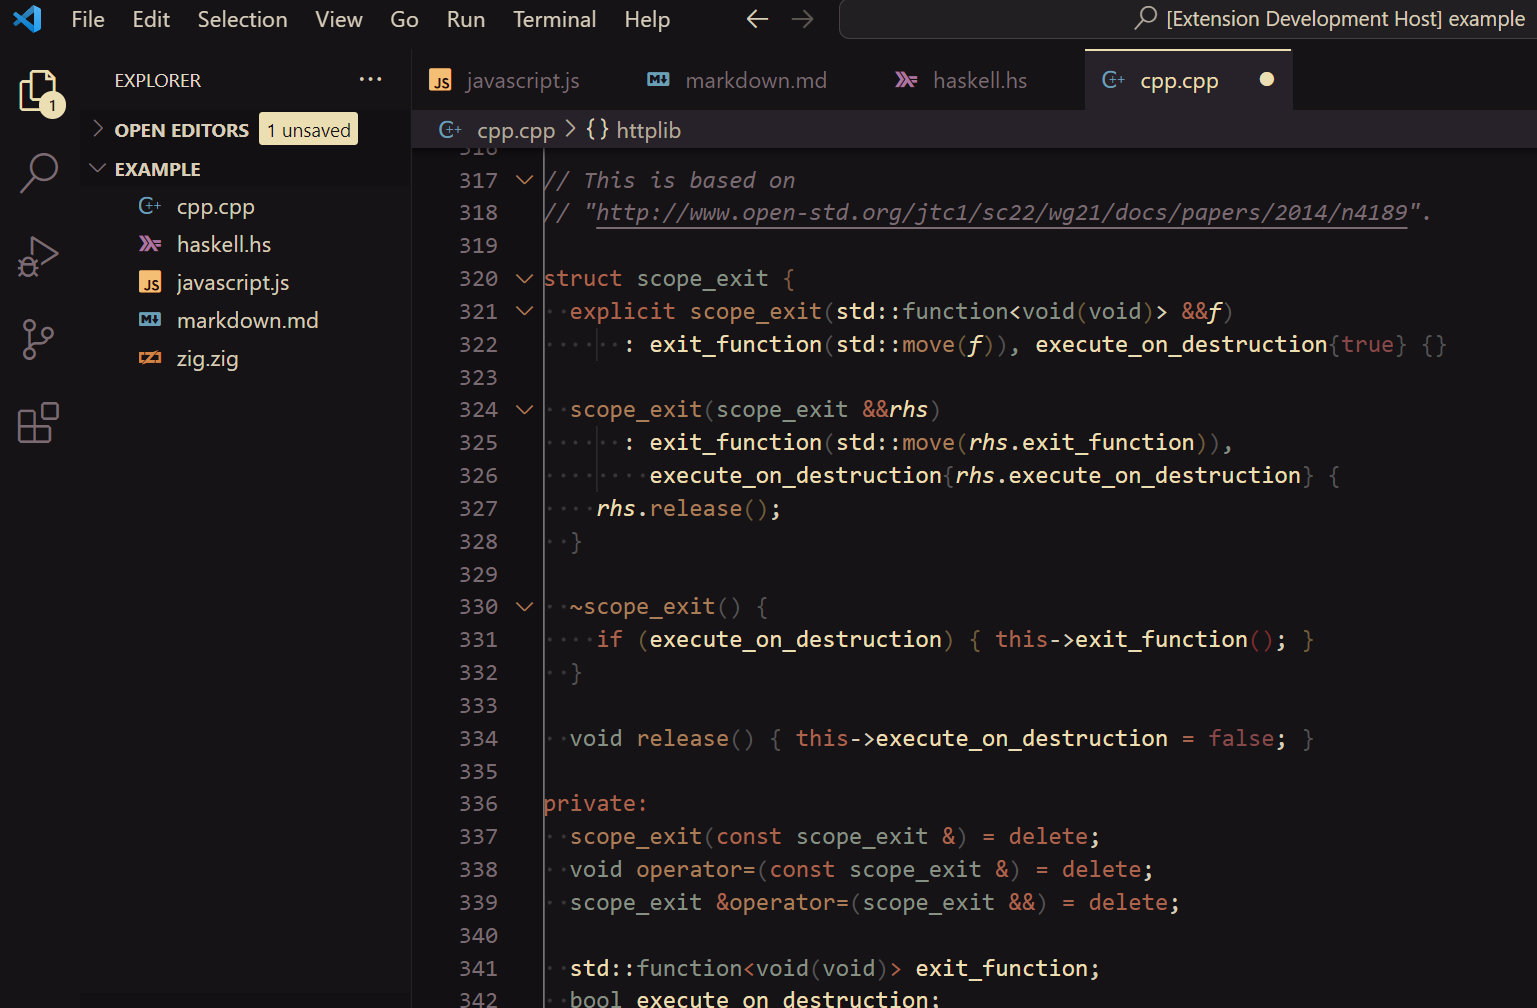 File Edit Selection View Go Run Terminal Help [Extension Development Host] example
EXPLORER ···
1
OPEN EDITORS 1 unsaved
EXAMPLE
cpp.cpp
haskell.hs
JS javascript.js
markdown.md
zig.zig
JS javascript.js markdown.md haskell.hs cpp.cpp
cpp.cpp > {} httplib
316
317 // This is based on
318 // "http://www.open-std.org/jtc1/sc22/wg21/docs/papers/2014/n4189".
319
320 struct scope_exit {
321   explicit scope_exit(std::function<void(void)> &&f)
322       : exit_function(std::move(f)), execute_on_destruction{true} {}
323
324   scope_exit(scope_exit &&rhs)
325       : exit_function(std::move(rhs.exit_function)),
326         execute_on_destruction{rhs.execute_on_destruction} {
327     rhs.release();
328   }
329
330   ~scope_exit() {
331     if (execute_on_destruction) { this->exit_function(); }
332   }
333
334   void release() { this->execute_on_destruction = false; }
335
336 private:
337   scope_exit(const scope_exit &) = delete;
338   void operator=(const scope_exit &) = delete;
339   scope_exit &operator=(scope_exit &&) = delete;
340
341   std::function<void(void)> exit_function;
342   bool execute_on_destruction;